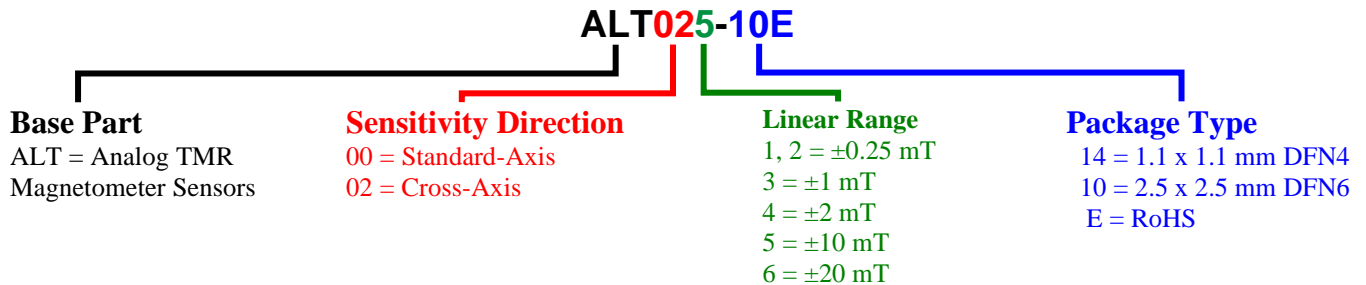 ALT025-10E
Base Part
ALT = Analog TMR
Magnetometer Sensors
Sensitivity Direction
00 = Standard-Axis
02 = Cross-Axis
Linear Range
1, 2 = ±0.25 mT
3 = ±1 mT
4 = ±2 mT
5 = ±10 mT
6 = ±20 mT
Package Type
14 = 1.1 x 1.1 mm DFN4
10 = 2.5 x 2.5 mm DFN6
E = RoHS